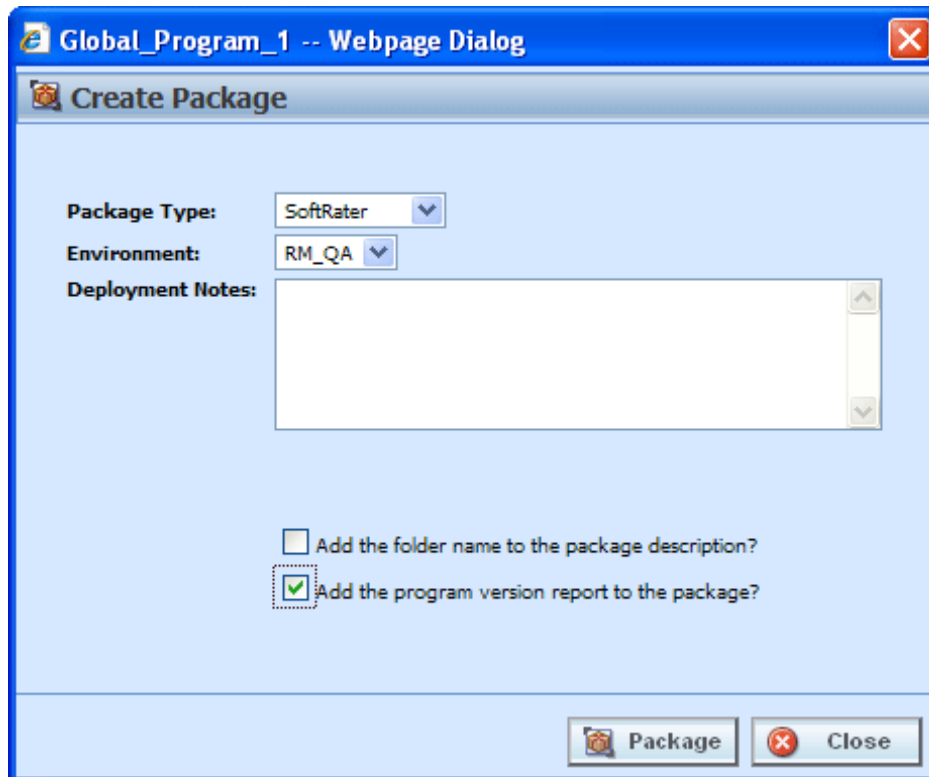 Global_Program_1 -- Webpage Dialog
Create Package
Package Type: SoftRater
Environment: RM_QA
Deployment Notes:
Add the folder name to the package description?
Add the program version report to the package?
Package Close